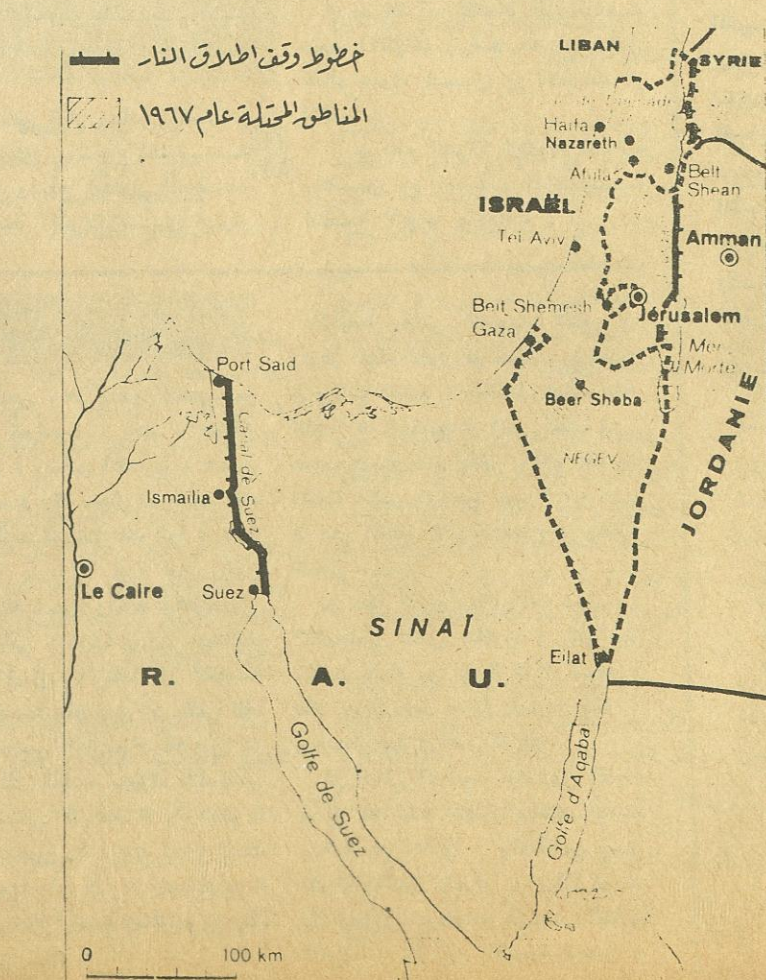 خطوط وقف اطلاق النار
المناطق المحتلة عام ١٩٦٧
LIBAN
SYRIE
Haifa
Nazareth
Afula
Beit Shean
ISRAËL
Tel Aviv
Amman
Beit Shemesh
Jérusalem
Gaza
Mer Morte
Port Said
Beer Sheba
JORDANIE
Canal de Suez
NEGEV
Ismailia
Le Caire
Suez
SINAÏ
Eilat
R. A. U.
Golfe de Suez
Golfe d'Aqaba
0 100 km